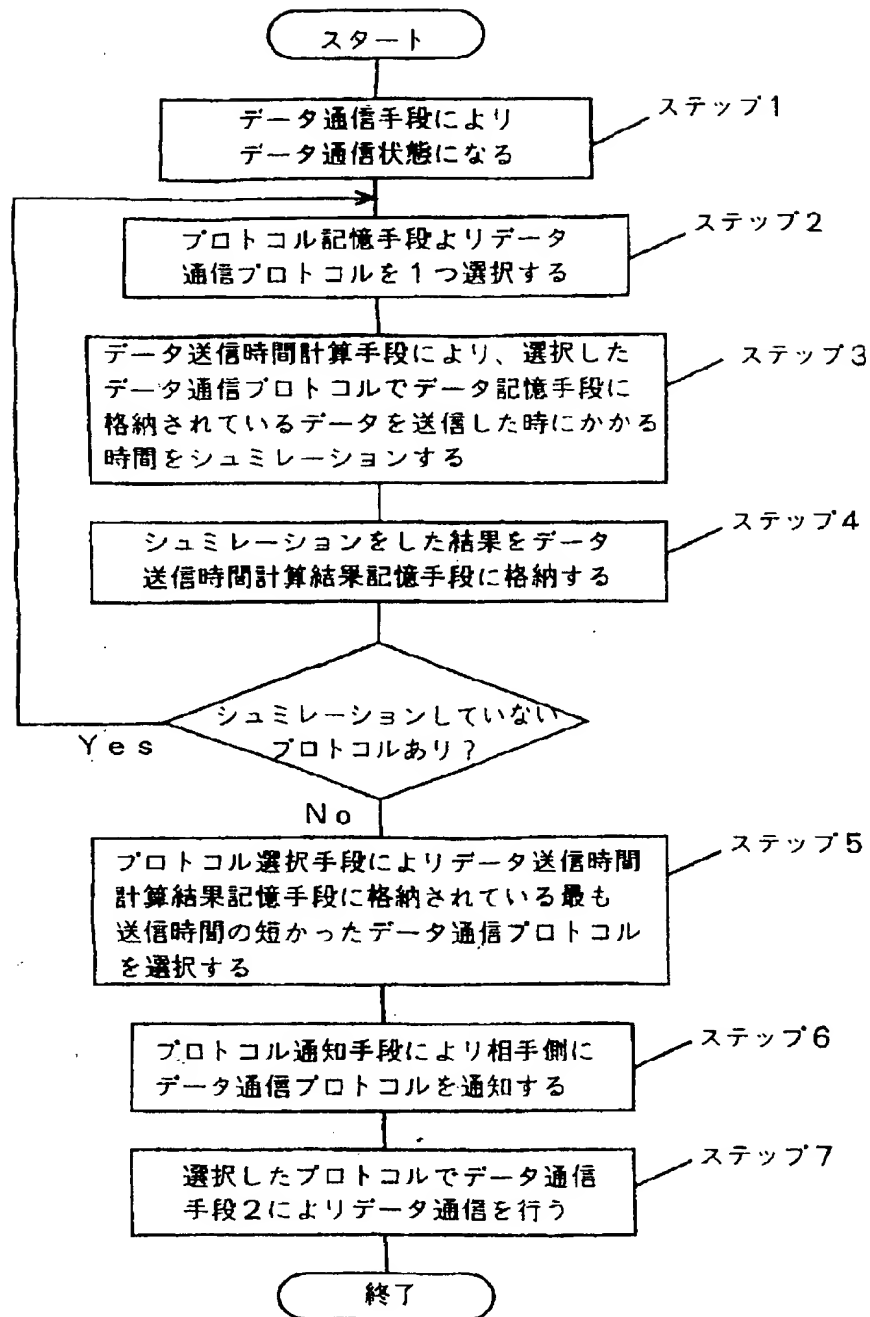 スタート
データ通信手段により
データ通信状態になる
ステップ1
プロトコル記憶手段よりデータ
通信プロトコルを1つ選択する
ステップ2
データ送信時間計算手段により、選択した
データ通信プロトコルでデータ記憶手段に
格納されているデータを送信した時にかかる
時間をシュミレーションする
ステップ3
シュミレーションをした結果をデータ
送信時間計算結果記憶手段に格納する
ステップ4
シュミレーションしていない
プロトコルあり?
Yes
No
プロトコル選択手段によりデータ送信時間
計算結果記憶手段に格納されている最も
送信時間の短かったデータ通信プロトコル
を選択する
ステップ5
プロトコル通知手段により相手側に
データ通信プロトコルを通知する
ステップ6
選択したプロトコルでデータ通信
手段2によりデータ通信を行う
ステップ7
終了